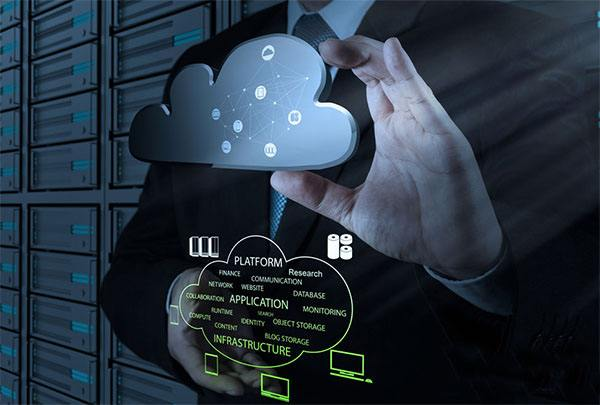 PLATFORM
FINANCE COMMUNICATION Research
NETWORK WEBSITE DATABASE
COLLABORATION APPLICATION MONITORING
RUNTIME SEARCH
COMPUTE IDENTITY OBJECT STORAGE
CONTENT BLOG STORAGE
INFRASTRUCTURE